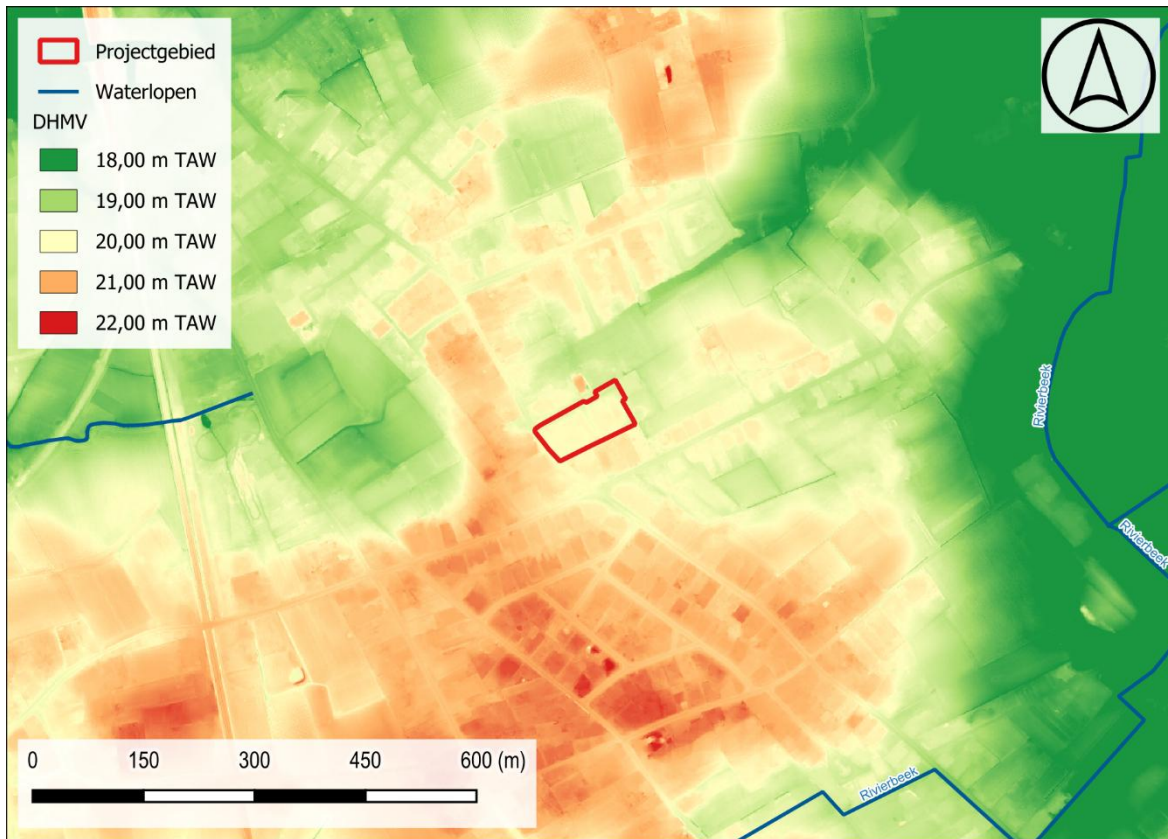 Projectgebied
Waterlopen
DHMV
18,00 m TAW
19,00 m TAW
20,00 m TAW
21,00 m TAW
22,00 m TAW
Rivierbeek
Rivierbeek
Rivierbeek
0 150 300 450 600 (m)